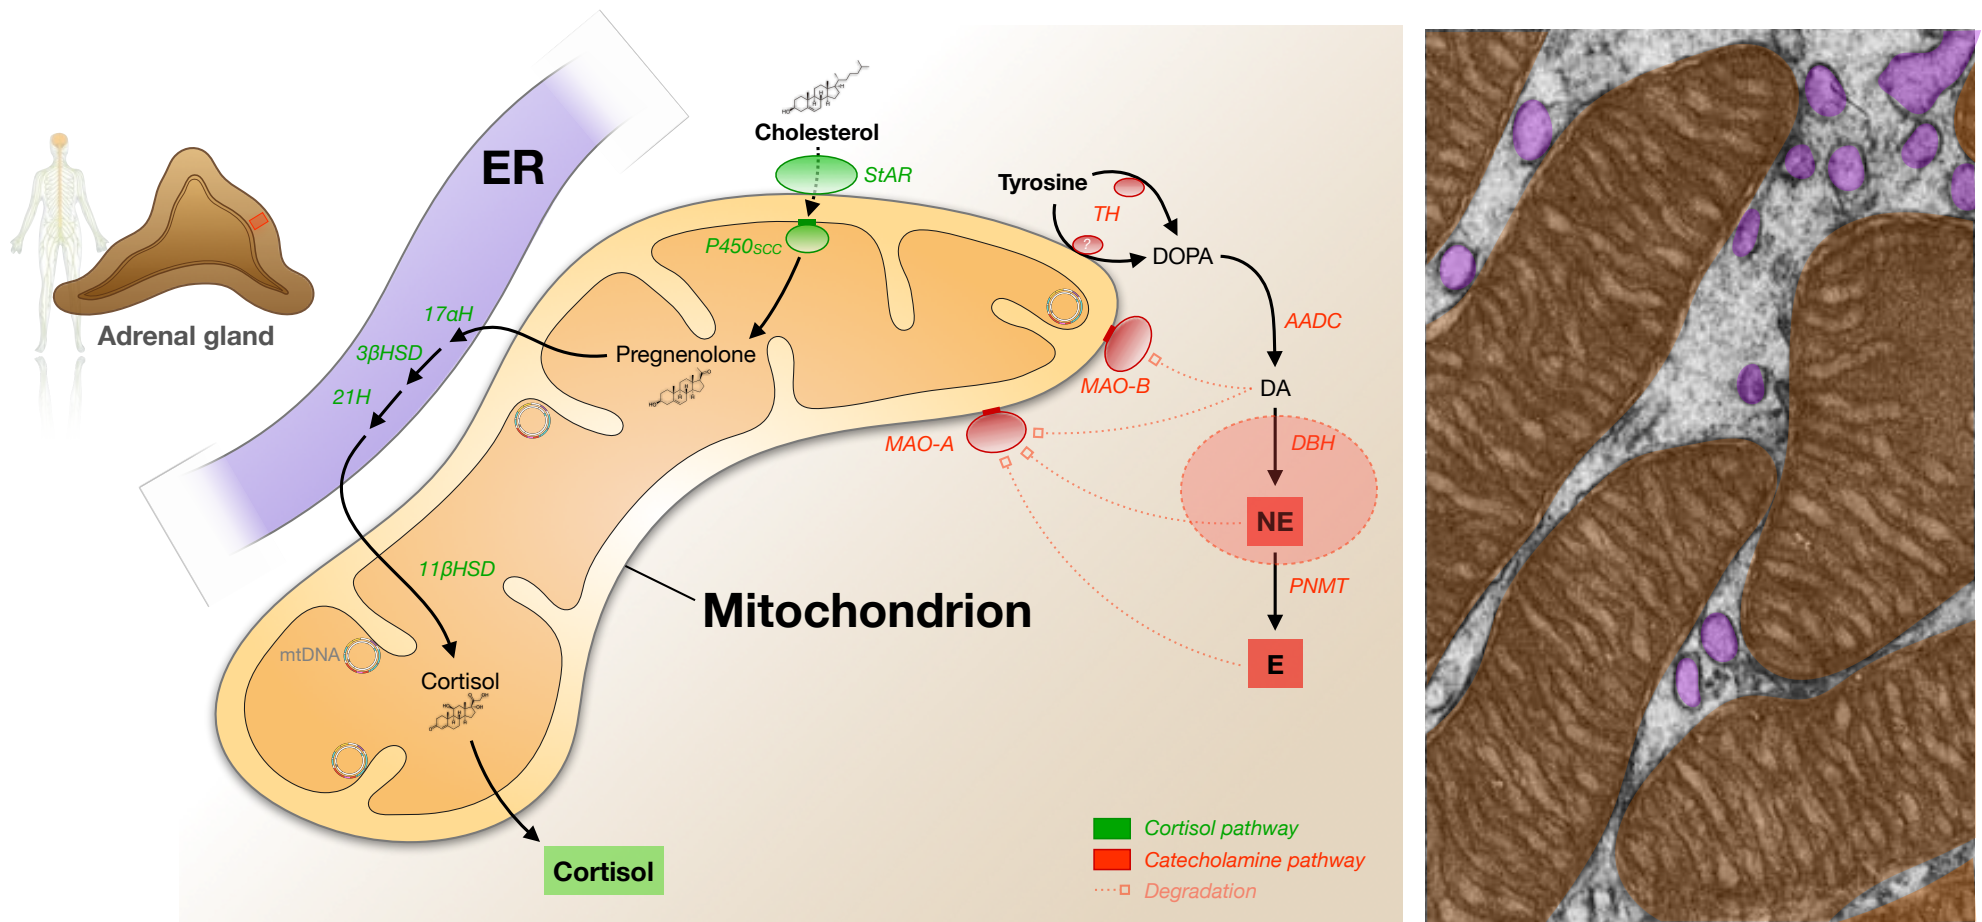 Adrenal gland
ER
Cholesterol
StAR
P450SCC
Pregnenolone
17αH
3βHSD
21H
11βHSD
mtDNA
Cortisol
Cortisol
Mitochondrion
Tyrosine
TH
?
DOPA
AADC
MAO-B
MAO-A
DA
DBH
NE
PNMT
E
Cortisol pathway
Catecholamine pathway
Degradation